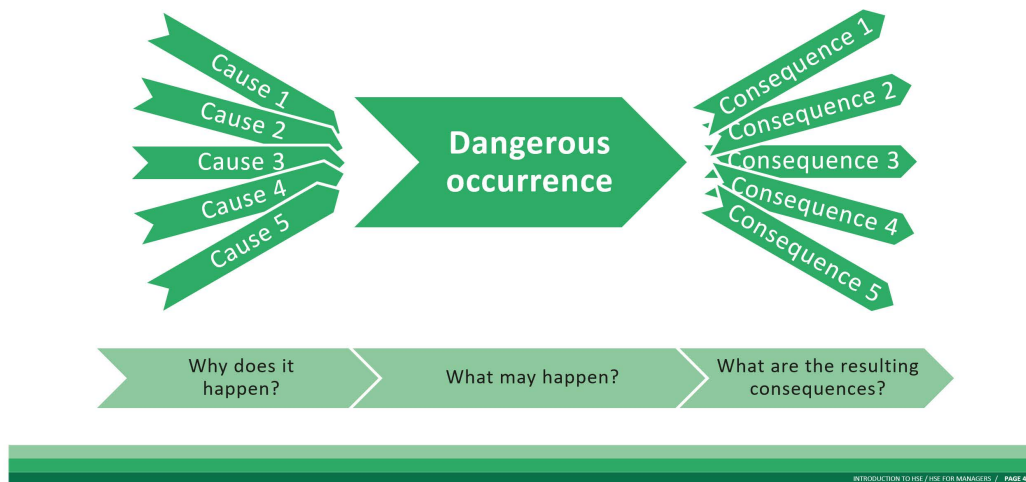 Cause 1
Cause 2
Cause 3
Cause 4
Cause 5
Dangerous
occurrence
Consequence 1
Consequence 2
Consequence 3
Consequence 4
Consequence 5
Why does it
happen?
What may happen?
What are the resulting
consequences?
INTRODUCTION TO HSE / HSE FOR MANAGERS / PAGE 4